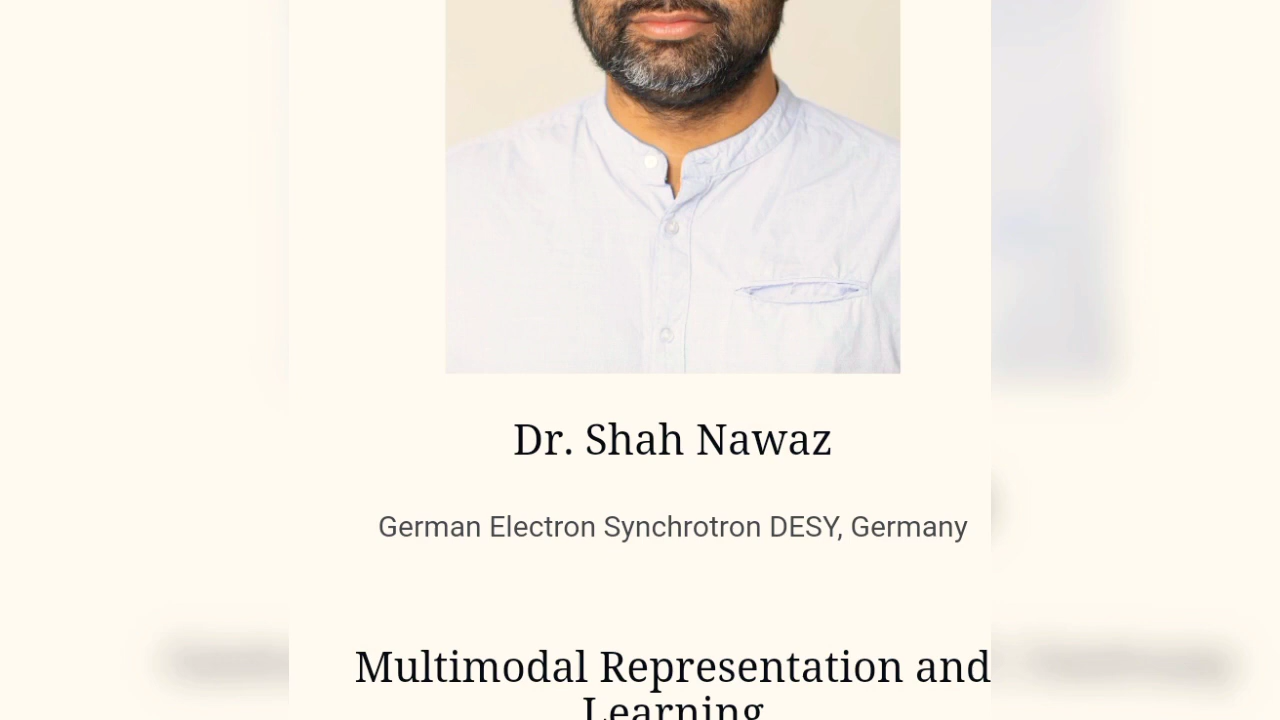 Dr. Shah Nawaz
German Electron Synchrotron DESY, Germany
Multimodal Representation and
Learning